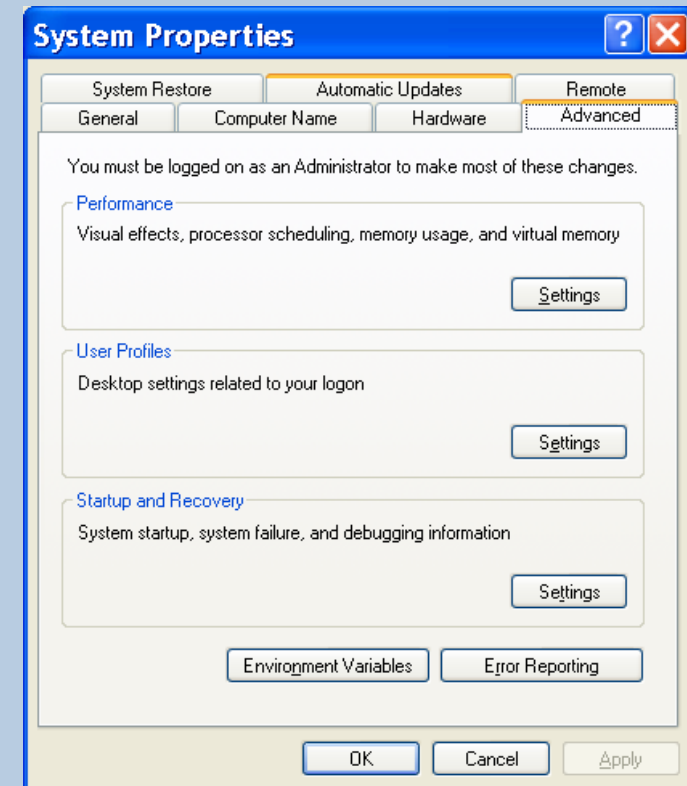 System Properties
System Restore Automatic Updates Remote
General Computer Name Hardware Advanced
You must be logged on as an Administrator to make most of these changes.
Performance
Visual effects, processor scheduling, memory usage, and virtual memory
Settings
User Profiles
Desktop settings related to your logon
Settings
Startup and Recovery
System startup, system failure, and debugging information
Settings
Environment Variables Error Reporting
OK Cancel Apply